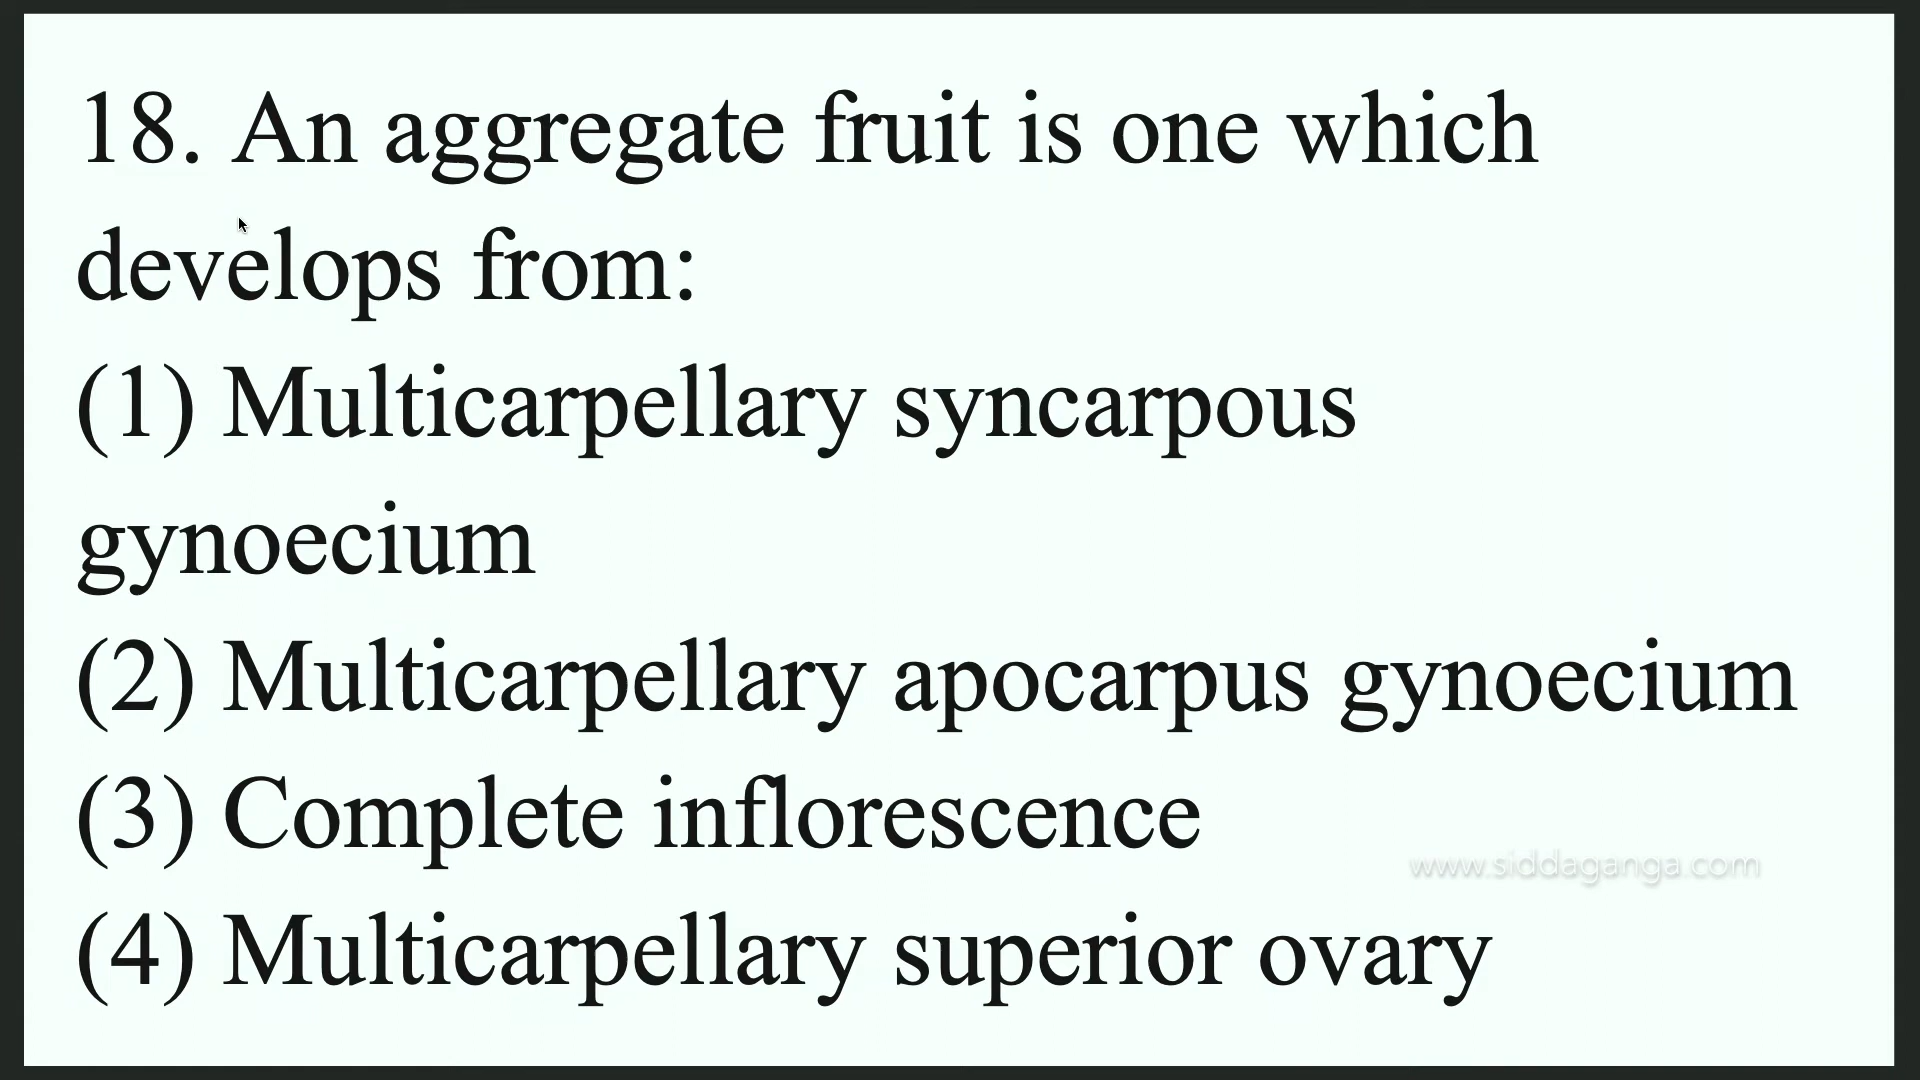 18. An aggregate fruit is one which
develops from:
(1) Multicarpellary syncarpous
gynoecium
(2) Multicarpellary apocarpus gynoecium
(3) Complete inflorescence
www.siddaganga.com
(4) Multicarpellary superior ovary